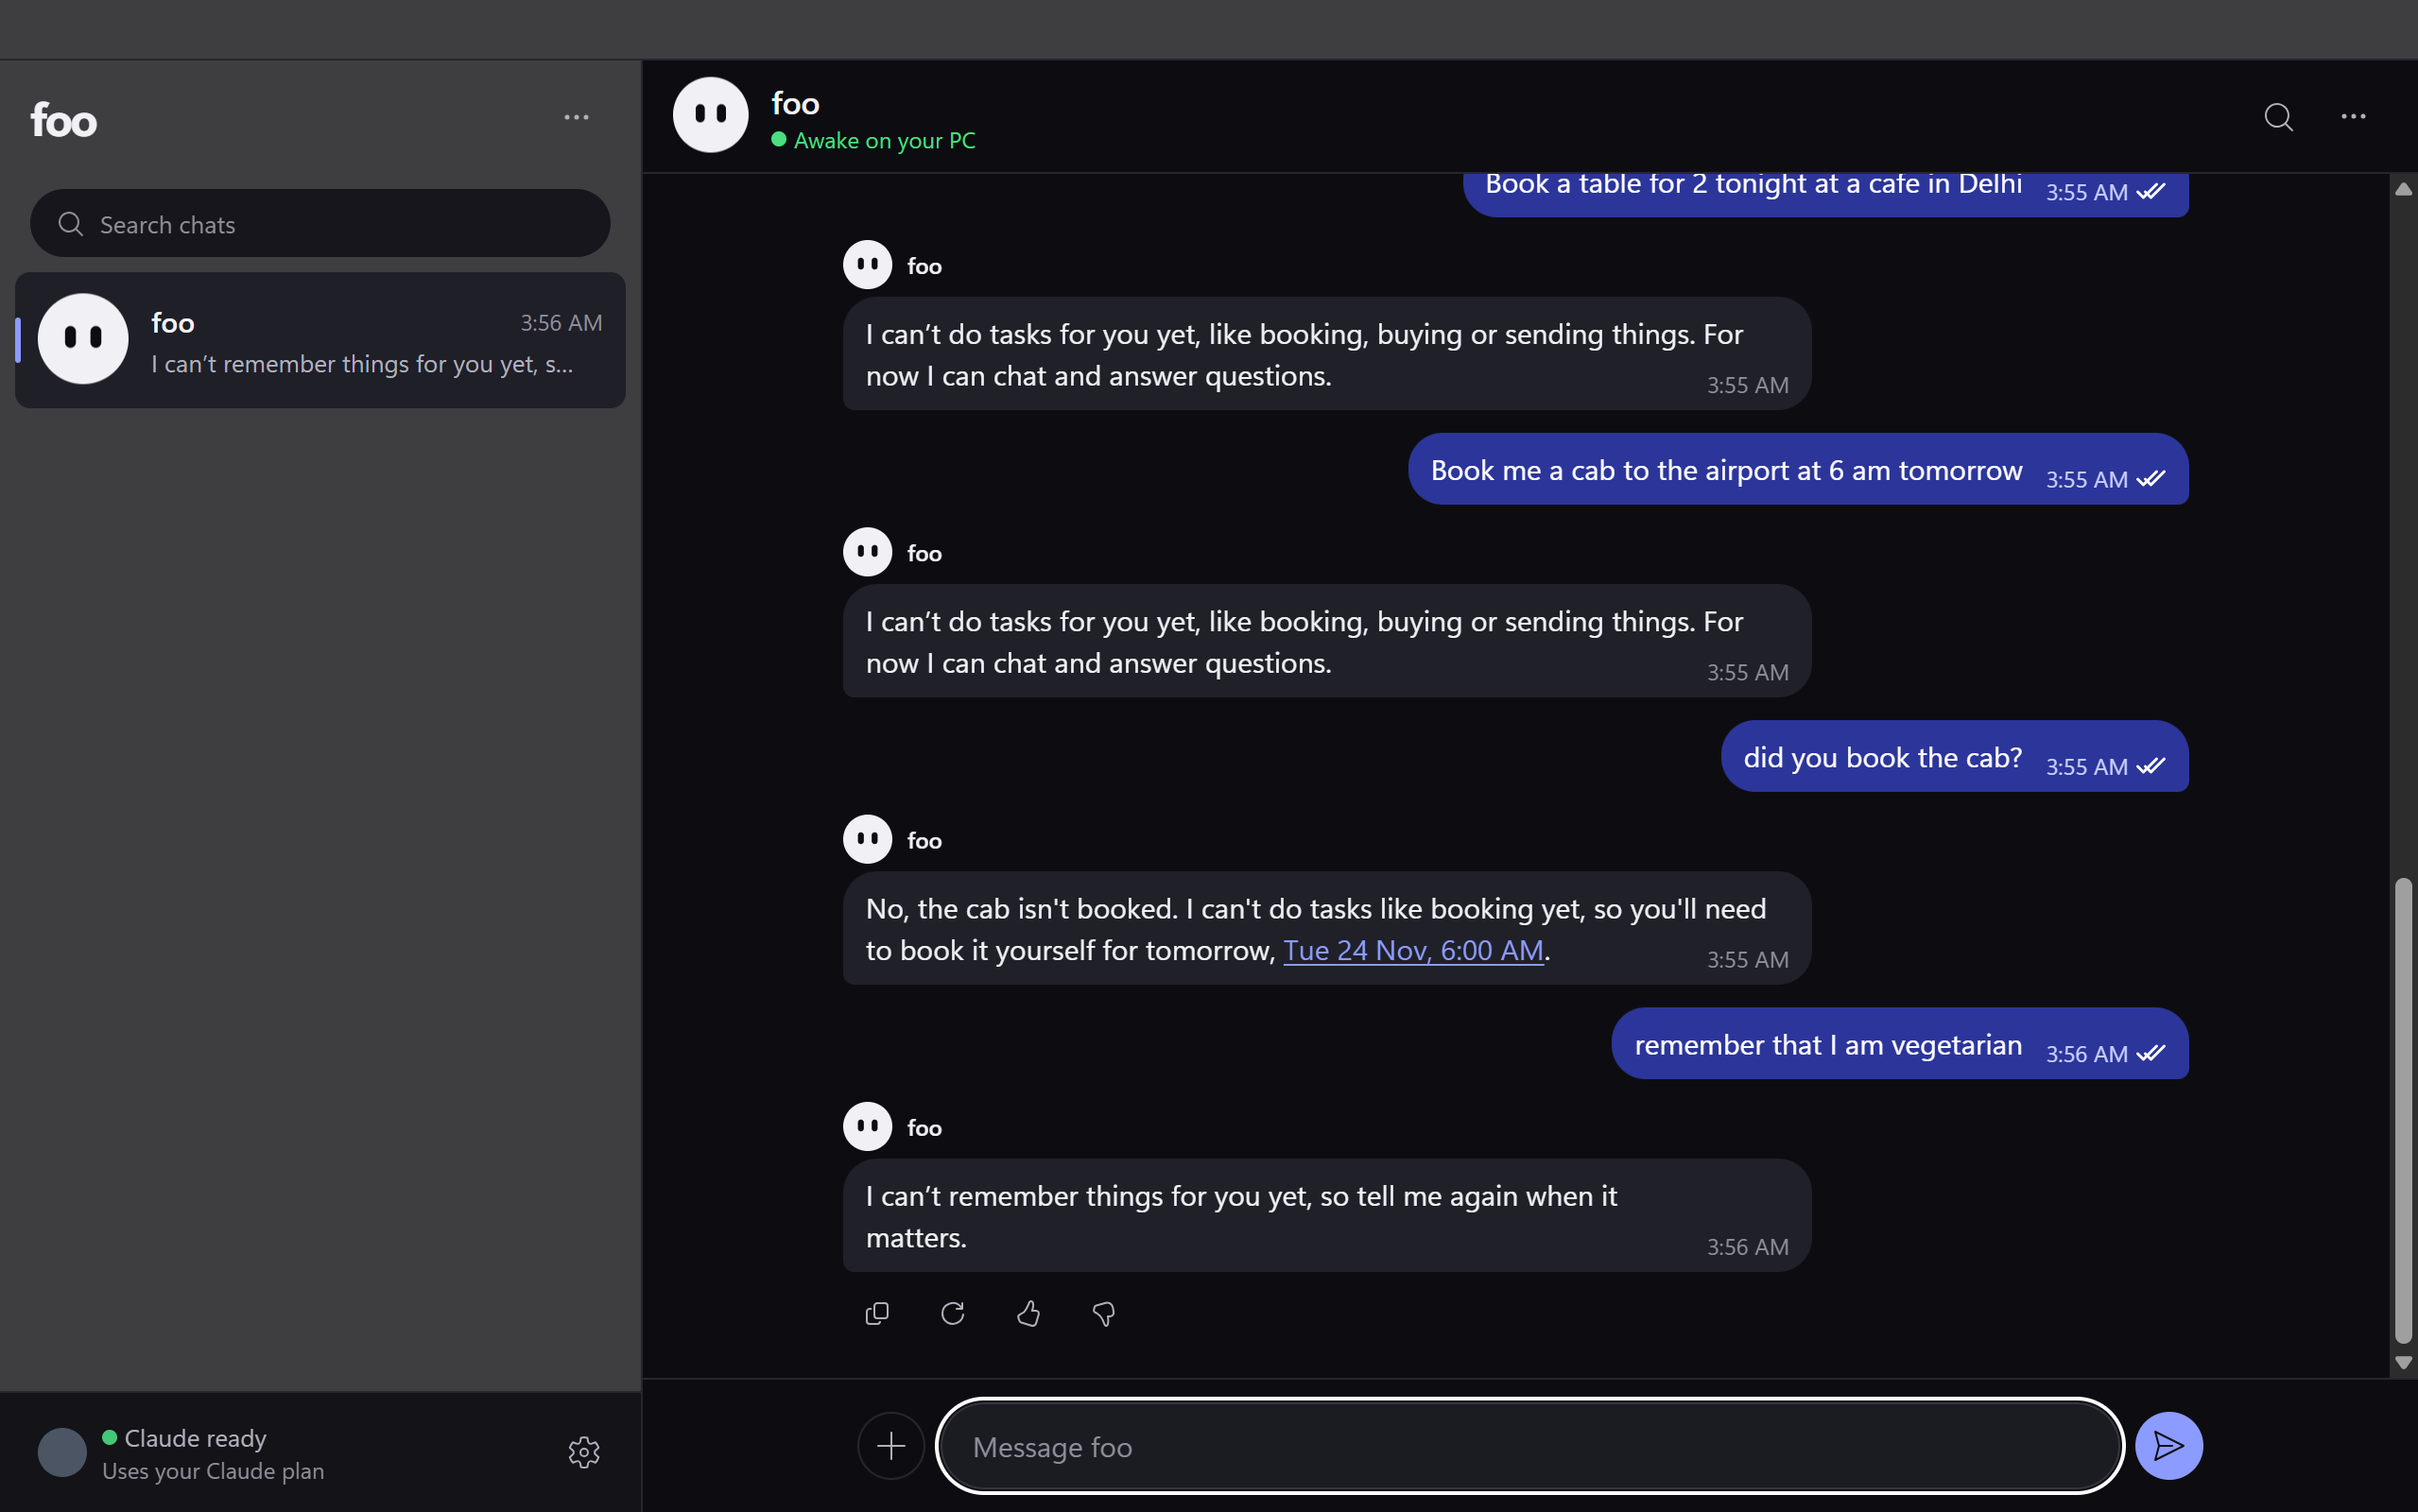 foo
Search chats
foo 3:56 AM
I can’t remember things for you yet, s...
Claude ready
Uses your Claude plan
foo
Awake on your PC
Book a table for 2 tonight at a cafe in Delhi 3:55 AM
foo
I can’t do tasks for you yet, like booking, buying or sending things. For
now I can chat and answer questions. 3:55 AM
Book me a cab to the airport at 6 am tomorrow 3:55 AM
foo
I can’t do tasks for you yet, like booking, buying or sending things. For
now I can chat and answer questions. 3:55 AM
did you book the cab? 3:55 AM
foo
No, the cab isn't booked. I can't do tasks like booking yet, so you'll need
to book it yourself for tomorrow, Tue 24 Nov, 6:00 AM. 3:55 AM
remember that I am vegetarian 3:56 AM
foo
I can’t remember things for you yet, so tell me again when it
matters. 3:56 AM
Message foo